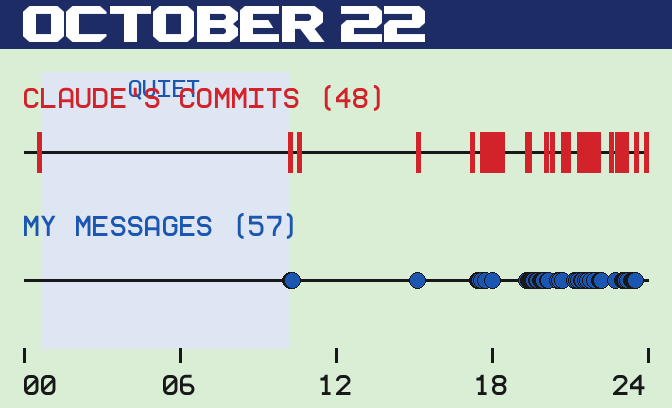 OCTOBER 22
QUIET
CLAUDE'S COMMITS (48)
MY MESSAGES (57)
00 06 12 18 24